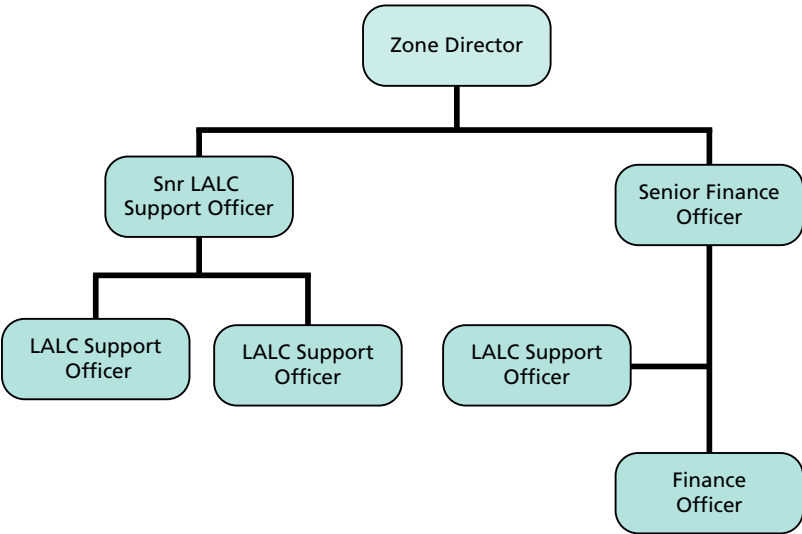 Zone Director
Snr LALC
Support Officer
Senior Finance
Officer
LALC Support
Officer
LALC Support
Officer
LALC Support
Officer
Finance
Officer